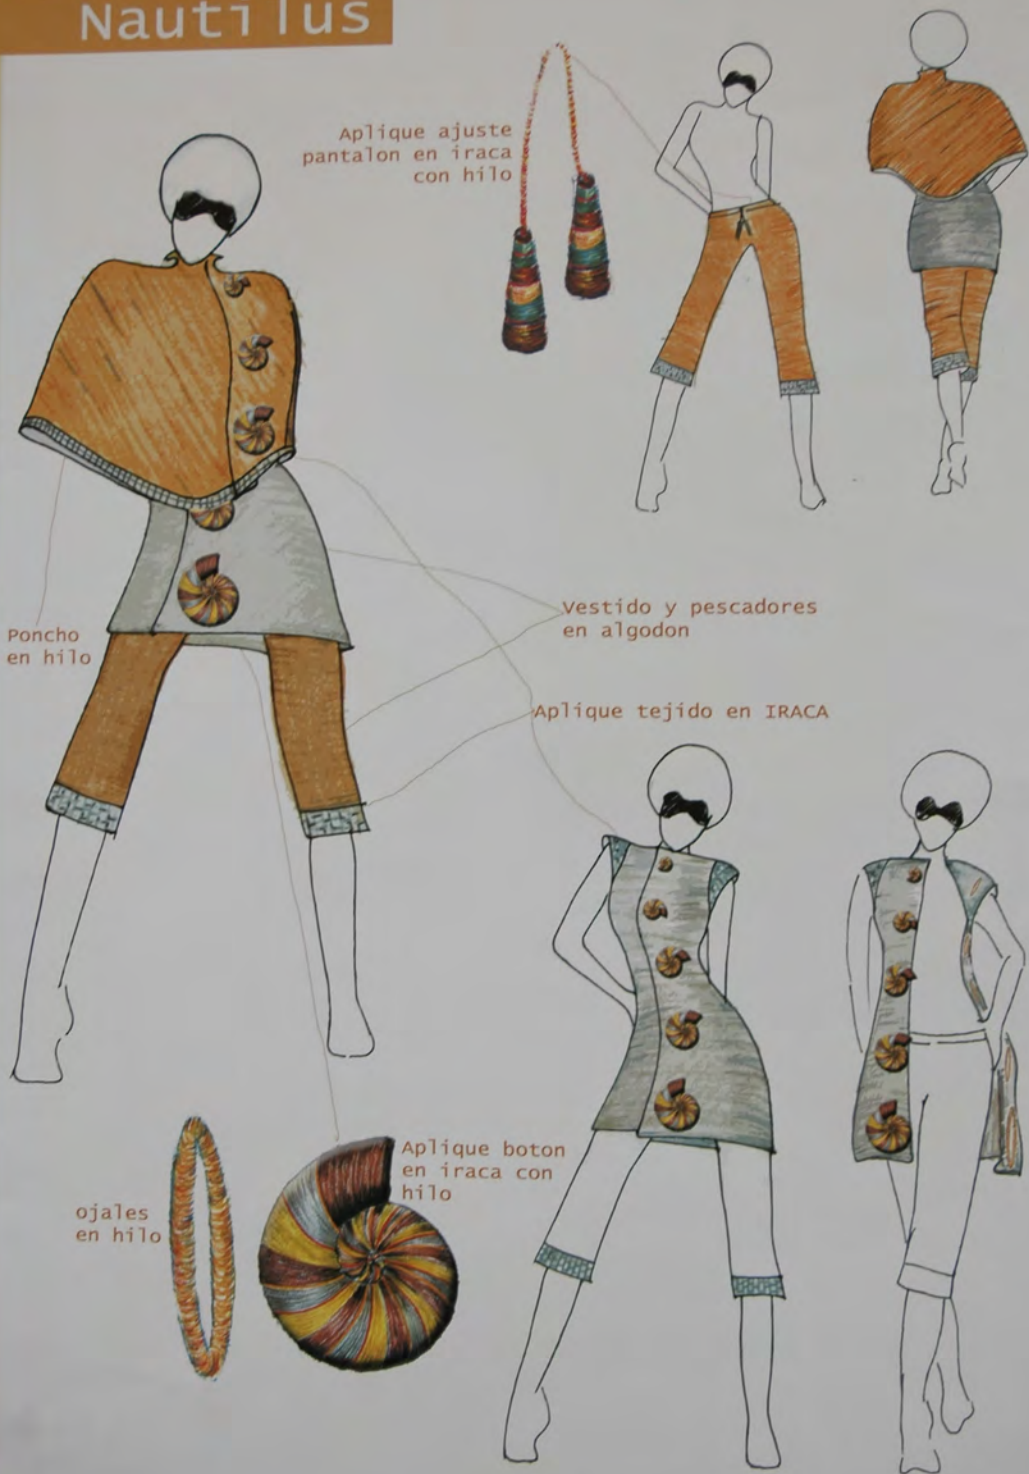 Nautilus
Aplique ajuste
pantalon en iraca
con hilo
Poncho
en hilo
Vestido y pescadores
en algodon
Aplique tejido en IRACA
ojales
en hilo
Aplique boton
en iraca con
hilo